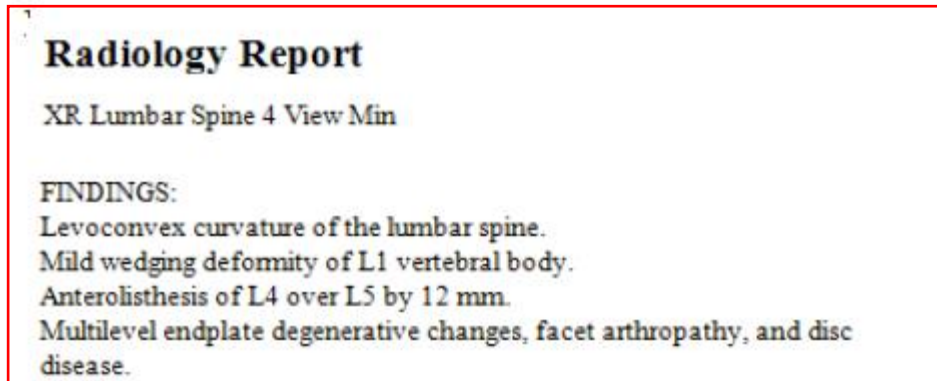 Radiology Report
XR Lumbar Spine 4 View Min
FINDINGS:
Levoconvex curvature of the lumbar spine.
Mild wedging deformity of L1 vertebral body.
Anterolisthesis of L4 over L5 by 12 mm.
Multilevel endplate degenerative changes, facet arthropathy, and disc
disease.